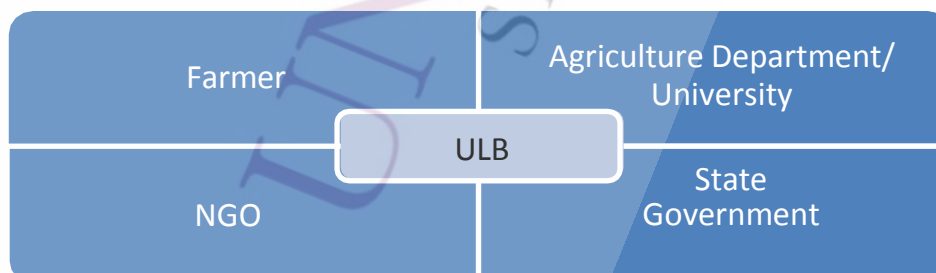 Farmer
Agriculture Department/
University
ULB
NGO
State
Government